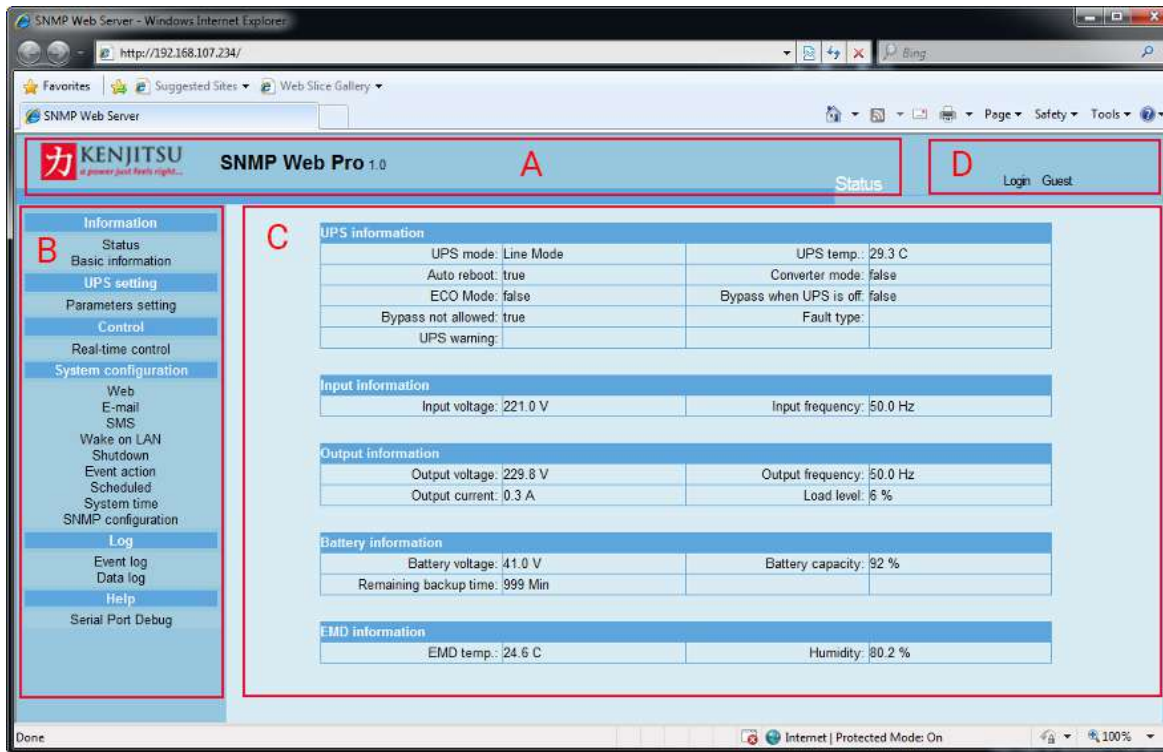 SNMP Web Server - Windows Internet Explorer
http://192.168.107.234/
Bing
Favorites Suggested Sites Web Slice Gallery
SNMP Web Server
Page Safety Tools
力 KENJITSU
a power just feels right...
SNMP Web Pro 1.0
A
Status
D
Login Guest
B
Information
Status
Basic information
UPS setting
Parameters setting
Control
Real-time control
System configuration
Web
E-mail
SMS
Wake on LAN
Shutdown
Event action
Scheduled
System time
SNMP configuration
Log
Event log
Data log
Help
Serial Port Debug
C
UPS information
UPS mode: Line Mode UPS temp.: 29.3 C
Auto reboot: true Converter mode: false
ECO Mode: false Bypass when UPS is off: false
Bypass not allowed: true Fault type:
UPS warning:
Input information
Input voltage: 221.0 V Input frequency: 50.0 Hz
Output information
Output voltage: 229.8 V Output frequency: 50.0 Hz
Output current: 0.3 A Load level: 6 %
Battery information
Battery voltage: 41.0 V Battery capacity: 92 %
Remaining backup time: 999 Min
EMD information
EMD temp.: 24.6 C Humidity: 80.2 %
Done
Internet | Protected Mode: On
100%